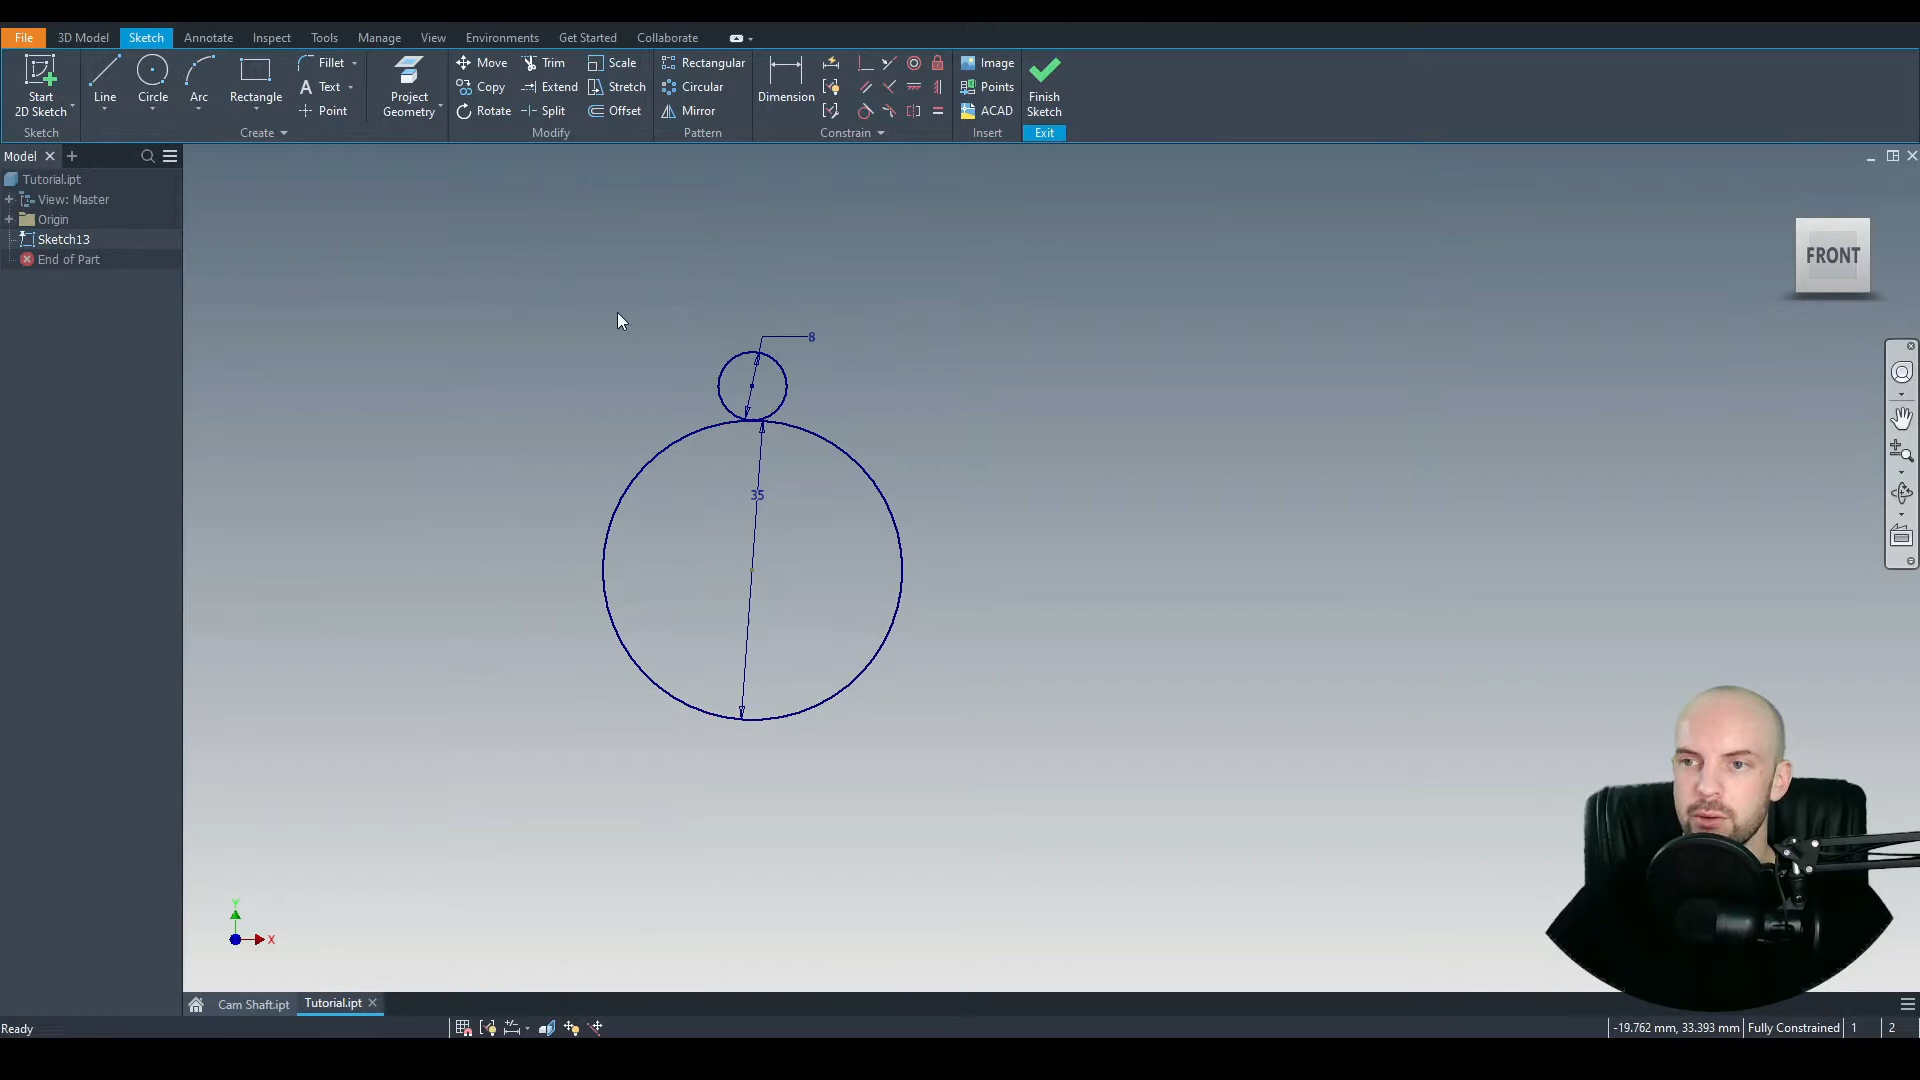 File 3D Model Sketch Annotate Inspect Tools Manage View Environments Get Started Collaborate
Start 2D Sketch
Line
Circle
Arc
Rectangle
Fillet
Text
Point
Project Geometry
Move
Copy
Rotate
Trim
Extend
Split
Scale
Stretch
Offset
Rectangular
Circular
Mirror
Dimension
Image
Points
ACAD
Finish Sketch
Sketch Create Modify Pattern Constrain Insert Exit
Model
Tutorial.ipt
View: Master
Origin
Sketch13
End of Part
FRONT
8
35
Y
X
Cam Shaft.ipt Tutorial.ipt
Ready
-19.762 mm, 33.393 mm Fully Constrained 1 2